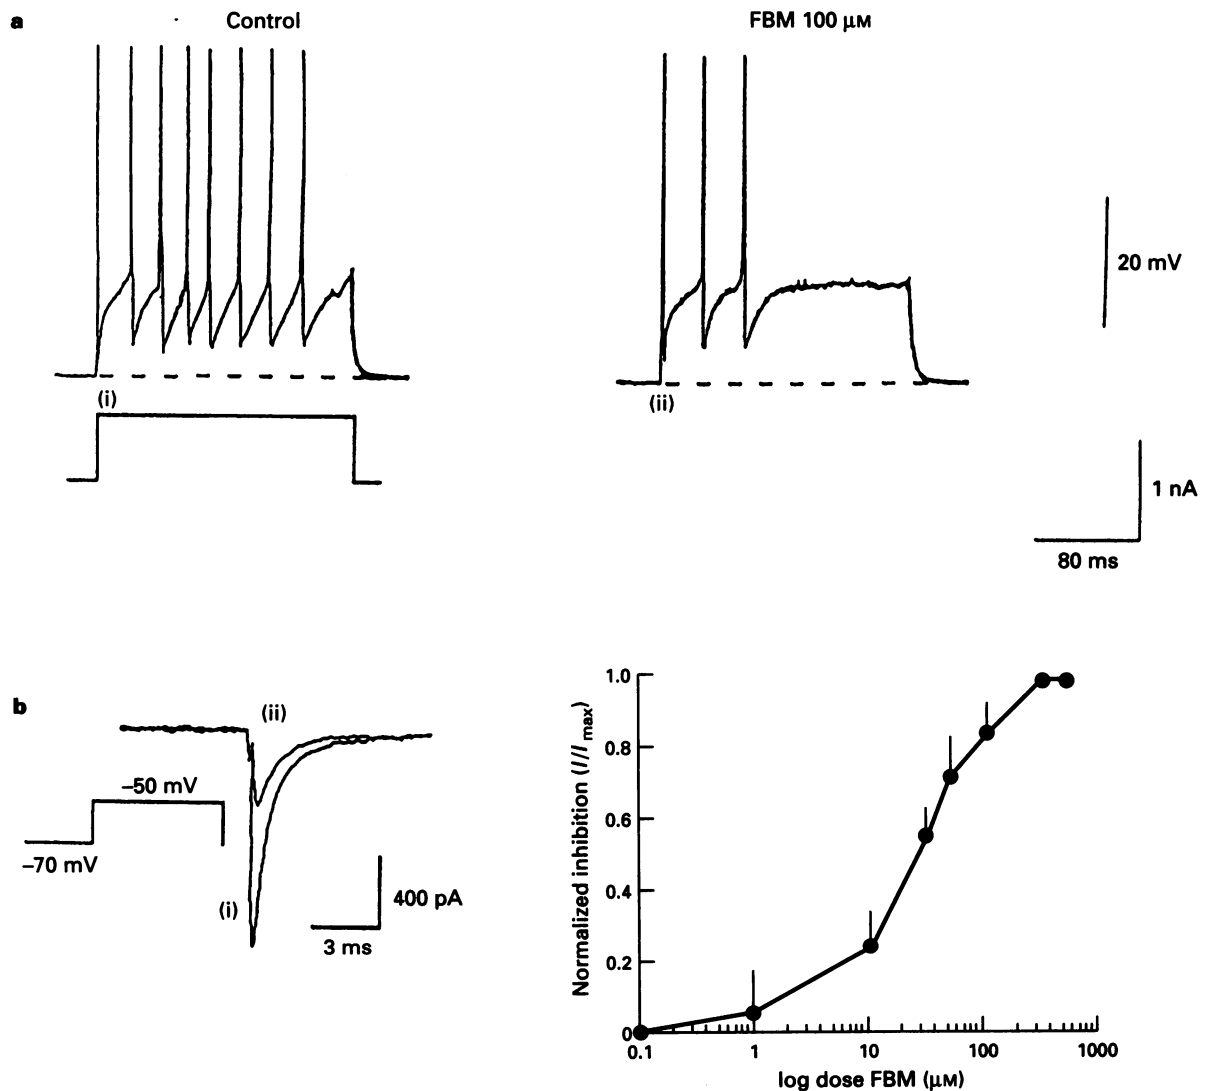 a
Control
FBM 100 µM
20 mV
(i)
(ii)
1 nA
80 ms
b
(ii)
–50 mV
–70 mV
(i)
400 pA
3 ms
Normalized inhibition (I/Imax)
1.0
0.8
0.6
0.4
0.2
0
0.1
1
10
100
1000
log dose FBM (µM)